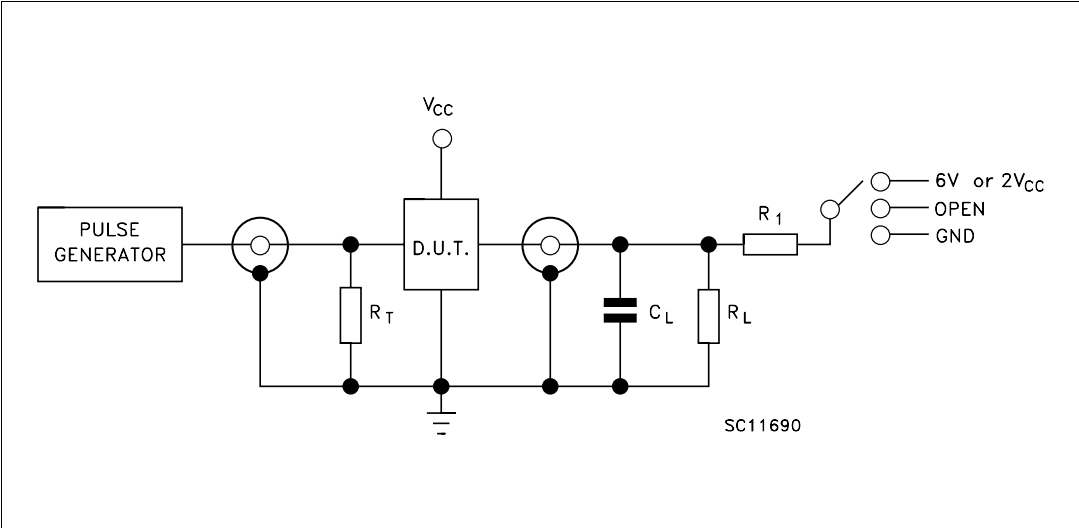 VCC
PULSE
GENERATOR
D.U.T.
RT
CL
RL
R1
6V or 2VCC
OPEN
GND
SC11690